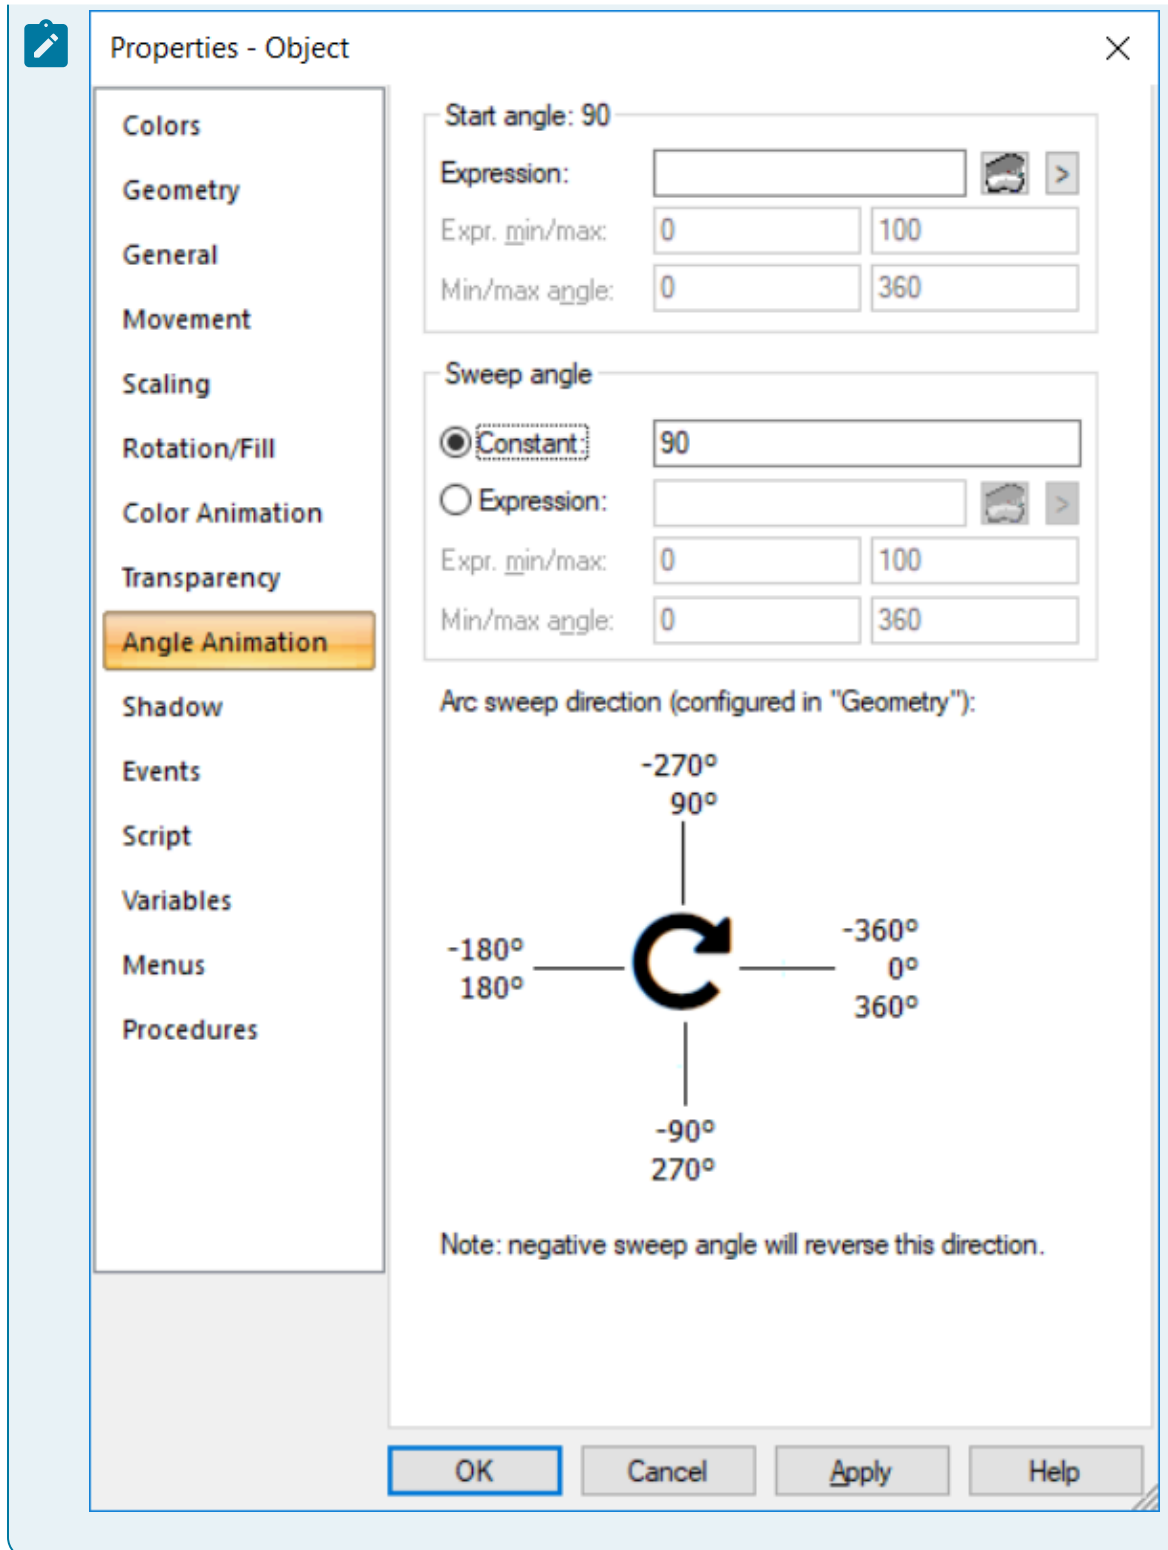 Properties - Object
Colors
Geometry
General
Movement
Scaling
Rotation/Fill
Color Animation
Transparency
Angle Animation
Shadow
Events
Script
Variables
Menus
Procedures
Start angle: 90
Expression:
>
Expr. min/max: 0 100
Min/max angle: 0 360
Sweep angle
Constant: 90
Expression:
>
Expr. min/max: 0 100
Min/max angle: 0 360
Arc sweep direction (configured in "Geometry"):
-270º
90º
-180º
180º
-360º
0º
360º
-90º
270º
Note: negative sweep angle will reverse this direction.
OK Cancel Apply Help